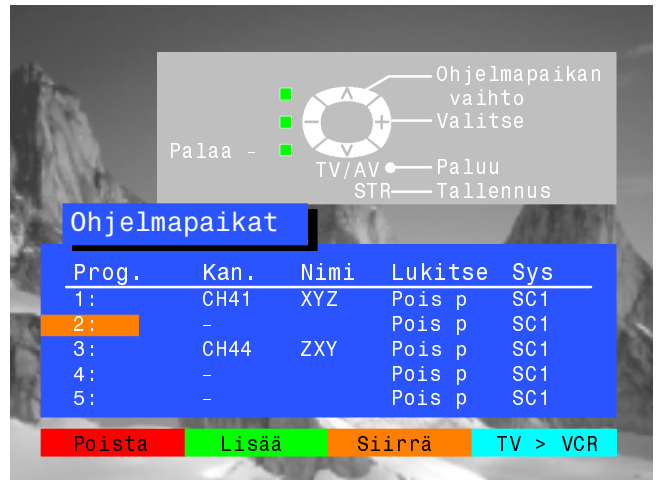 Ohjelmapaikan
vaihto
Valitse
Palaa –
TV/AV Paluu
STR Tallennus
Ohjelmapaikat
Prog. Kan. Nimi Lukitse Sys
1: CH41 XYZ Pois p SC1
2: – Pois p SC1
3: CH44 ZXY Pois p SC1
4: – Pois p SC1
5: – Pois p SC1
Poista Lisää Siirrä TV > VCR